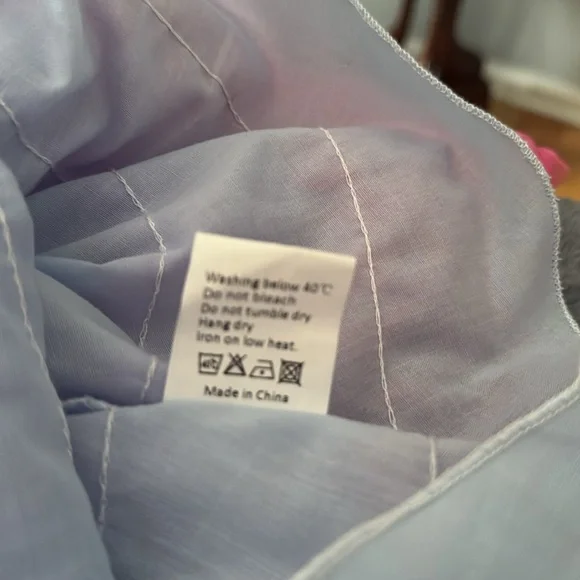 Washing below 40℃
Do not bleach
Do not tumble dry
Hang dry
Iron on low heat.
Made in China